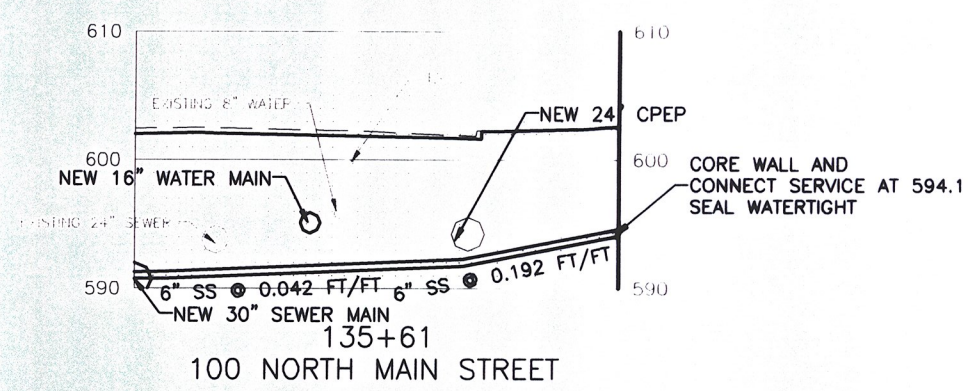 610
610
EXISTING 8" WATER
NEW 24 CPEP
600
600
CORE WALL AND
CONNECT SERVICE AT 594.1
SEAL WATERTIGHT
NEW 16" WATER MAIN
EXISTING 24" SEWER
590
590
6" SS @ 0.042 FT/FT
6" SS @ 0.192 FT/FT
NEW 30" SEWER MAIN
135+61
100 NORTH MAIN STREET